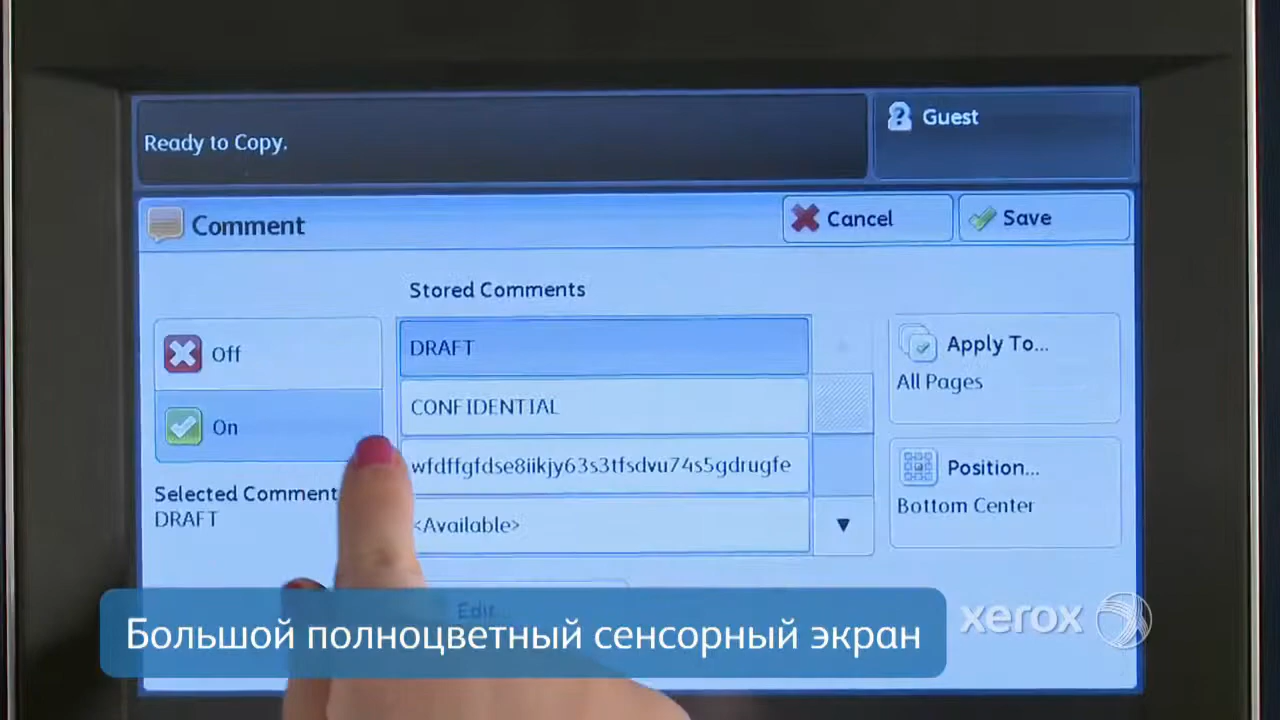 Ready to Copy.
Guest
Comment
Cancel
Save
Stored Comments
Off
On
Selected Comment
DRAFT
DRAFT
CONFIDENTIAL
wfdffgfdse8iikjy63s3tfsdvu74s5gdrugfe
<Available>
Apply To...
All Pages
Position...
Bottom Center
Edit...
Большой полноцветный сенсорный экран
xerox